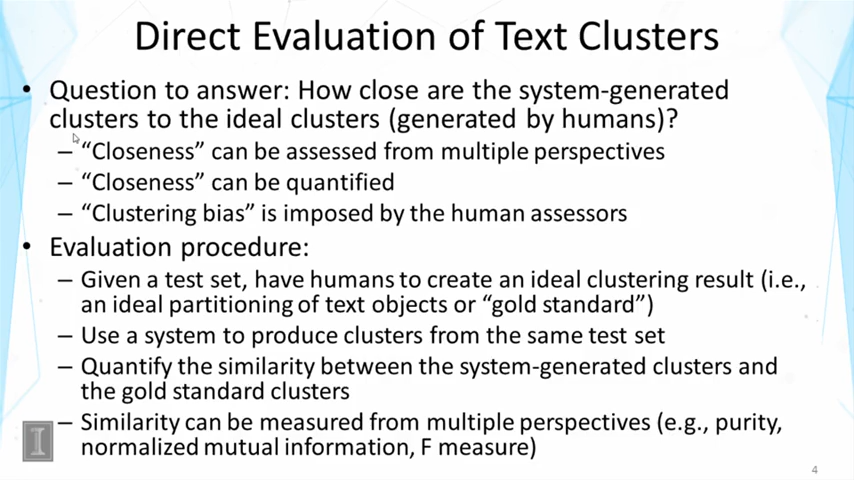 Direct Evaluation of Text Clusters
• Question to answer: How close are the system-generated
clusters to the ideal clusters (generated by humans)?
– “Closeness” can be assessed from multiple perspectives
– “Closeness” can be quantified
– “Clustering bias” is imposed by the human assessors
• Evaluation procedure:
– Given a test set, have humans to create an ideal clustering result (i.e.,
an ideal partitioning of text objects or “gold standard”)
– Use a system to produce clusters from the same test set
– Quantify the similarity between the system-generated clusters and
the gold standard clusters
– Similarity can be measured from multiple perspectives (e.g., purity,
normalized mutual information, F measure)
I
4